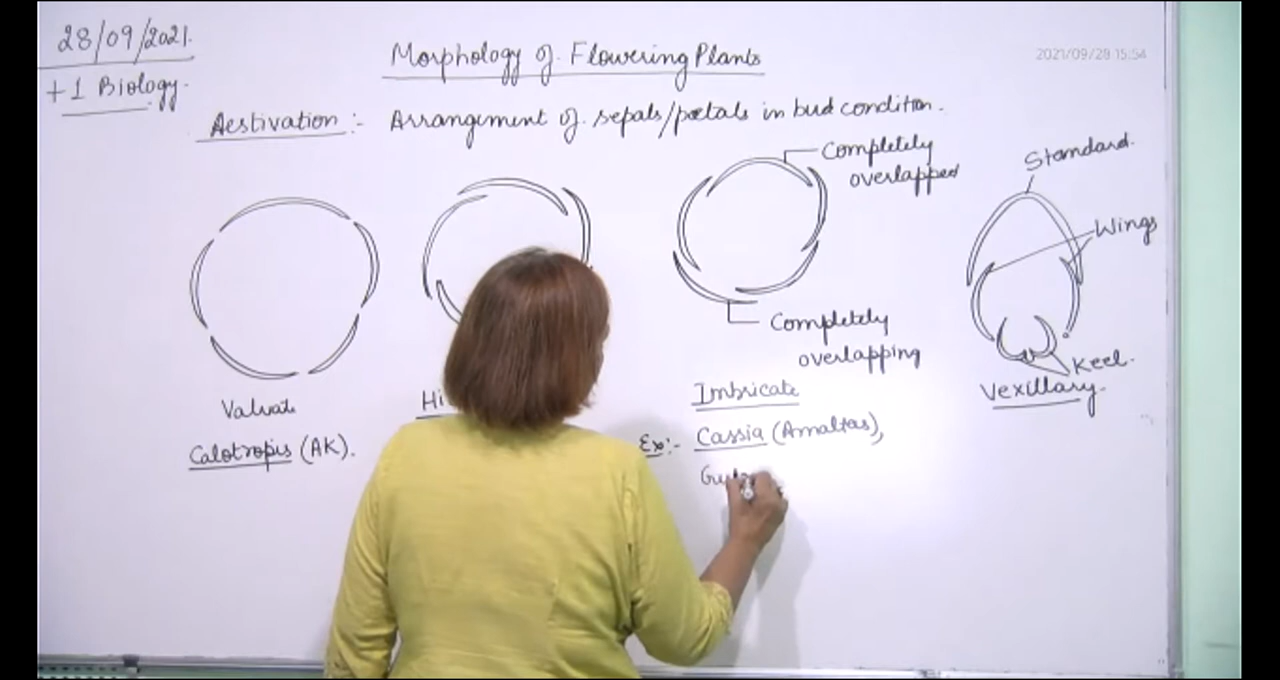 28/09/2021.
+1 Biology.
Morphology of Flowering Plants
2021/09/28 15:54
Aestivation :- Arrangement of sepals/petals in bud condition.
Completely
overlapped
Standard.
Wings
Completely
overlapping
Keel.
Vexillary.
Valvate
Calotropis (AK).
Imbricate
Ex:- Cassia (Amaltas),